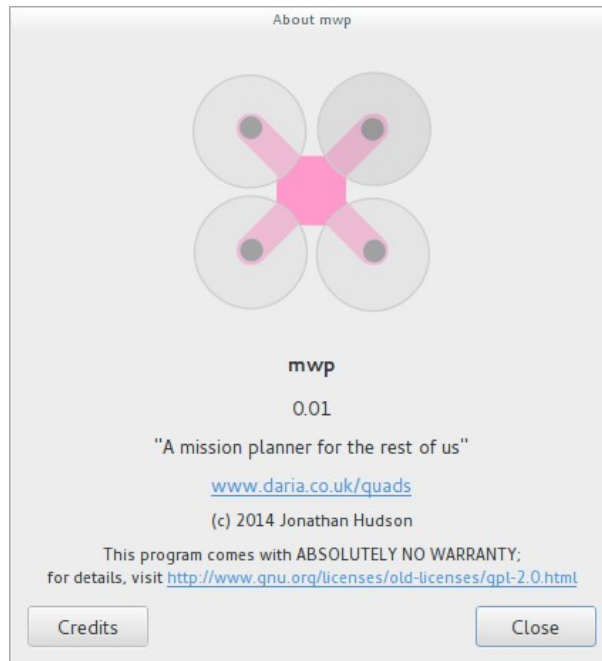 About mwp
mwp
0.01
"A mission planner for the rest of us"
www.daria.co.uk/quads
(c) 2014 Jonathan Hudson
This program comes with ABSOLUTELY NO WARRANTY;
for details, visit http://www.gnu.org/licenses/old-licenses/gpl-2.0.html
Credits
Close